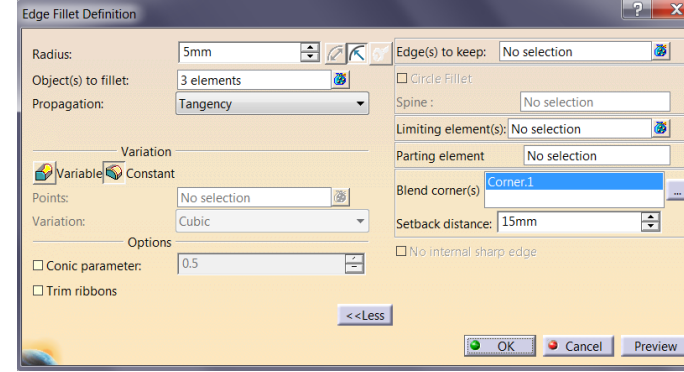 Edge Fillet Definition
? X
Radius: 5mm
Object(s) to fillet: 3 elements
Propagation: Tangency
Variation
Variable Constant
Points: No selection
Variation: Cubic
Options
Conic parameter: 0.5
Trim ribbons
<<Less
Edge(s) to keep: No selection
Circle Fillet
Spine : No selection
Limiting element(s): No selection
Parting element No selection
Blend corner(s) Corner.1 ...
Setback distance: 15mm
No internal sharp edge
OK Cancel Preview